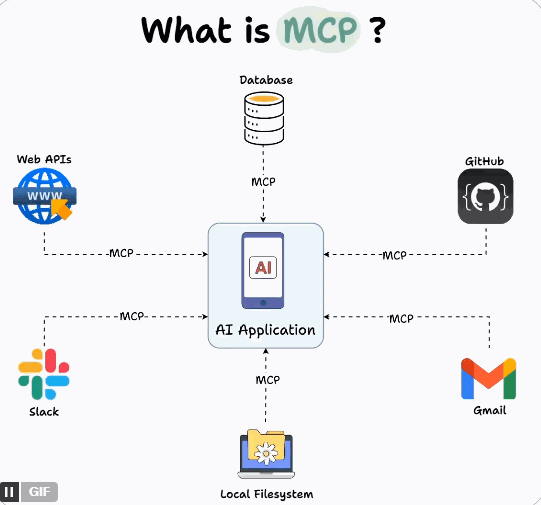 What is MCP ?
Database
Web APIs
GitHub
WWW
MCP
AI
MCP
MCP
AI Application
MCP
MCP
MCP
Slack
Gmail
Local Filesystem
GIF